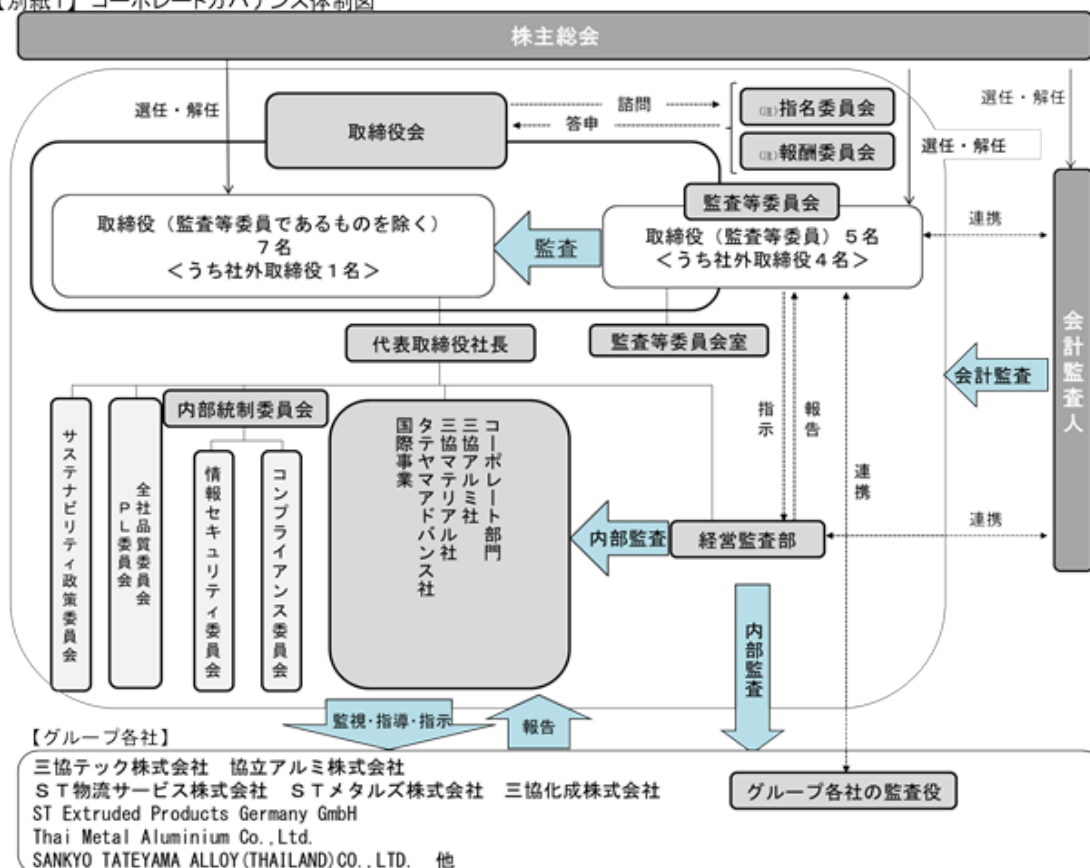 【別紙1】コーポレートガバナンス体制図
株主総会
選任・解任
取締役会
諮問
答申
(注)指名委員会
(注)報酬委員会
選任・解任
選任・解任
監査等委員会
取締役（監査等委員であるものを除く）
７名
＜うち社外取締役１名＞
監査
取締役（監査等委員）５名
＜うち社外取締役４名＞
連携
会計監査人
代表取締役社長
監査等委員会室
会計監査
内部統制委員会
サステナビリティ政策委員会
全社品質委員会
ＰＬ委員会
情報セキュリティ委員会
コンプライアンス委員会
コーポレート部門
三協アルミ社
三協マテリアル社
タテヤマアドバンス社
国際事業
指示
報告
連携
内部監査
経営監査部
連携
内部監査
監視・指導・指示
報告
【グループ各社】
三協テック株式会社　協立アルミ株式会社
ＳＴ物流サービス株式会社　ＳＴメタルズ株式会社　三協化成株式会社
ST Extruded Products Germany GmbH
Thai Metal Aluminium Co.,Ltd.
SANKYO TATEYAMA ALLOY(THAILAND)CO.,LTD.　他
グループ各社の監査役